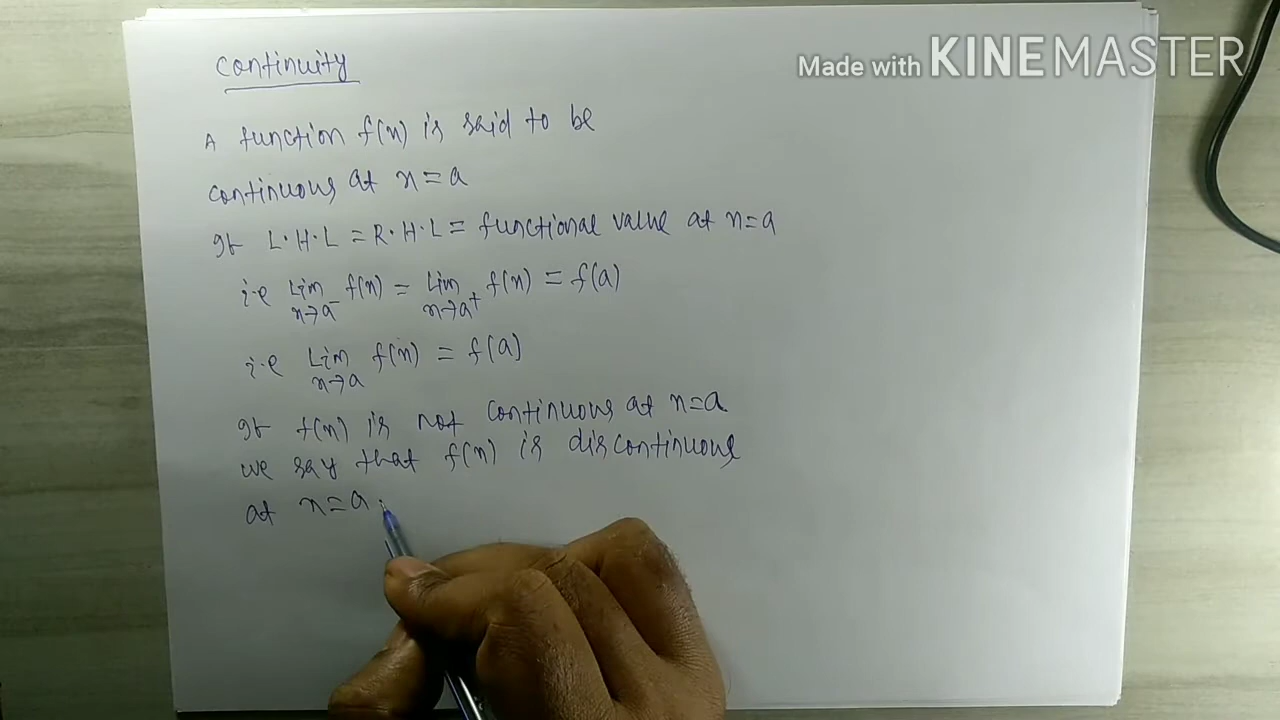 Continuity
Made with KINEMASTER
A function f(x) is said to be
continuous at x=a
If L.H.L = R.H.L = functional value at x=a
i.e Lim x→a⁻ f(x) = Lim x→a⁺ f(x) = f(a)
i.e Lim x→a f(x) = f(a)
If f(x) is not continuous at x=a
we say that f(x) is discontinuous
at x=a.